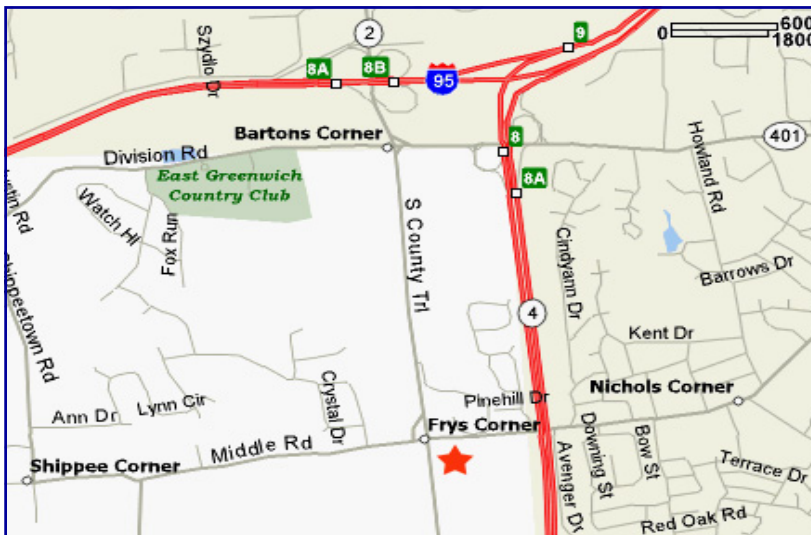 600
0
1800
9
2
Szydlo Dr
8A
8B
95
8
401
Howland Rd
Bartons Corner
Division Rd
East Greenwich
Country Club
8A
Watch Hl
Fox Run
S County Trl
Cindyann Dr
Barrows Dr
Shippeetown Rd
4
Kent Dr
Nichols Corner
Pinehill Dr
Crystal Dr
Lynn Cir
Ann Dr
Middle Rd
Frys Corner
Shippee Corner
Avenger Dr
Downing St
Bow St
Terrace Dr
Red Oak Rd